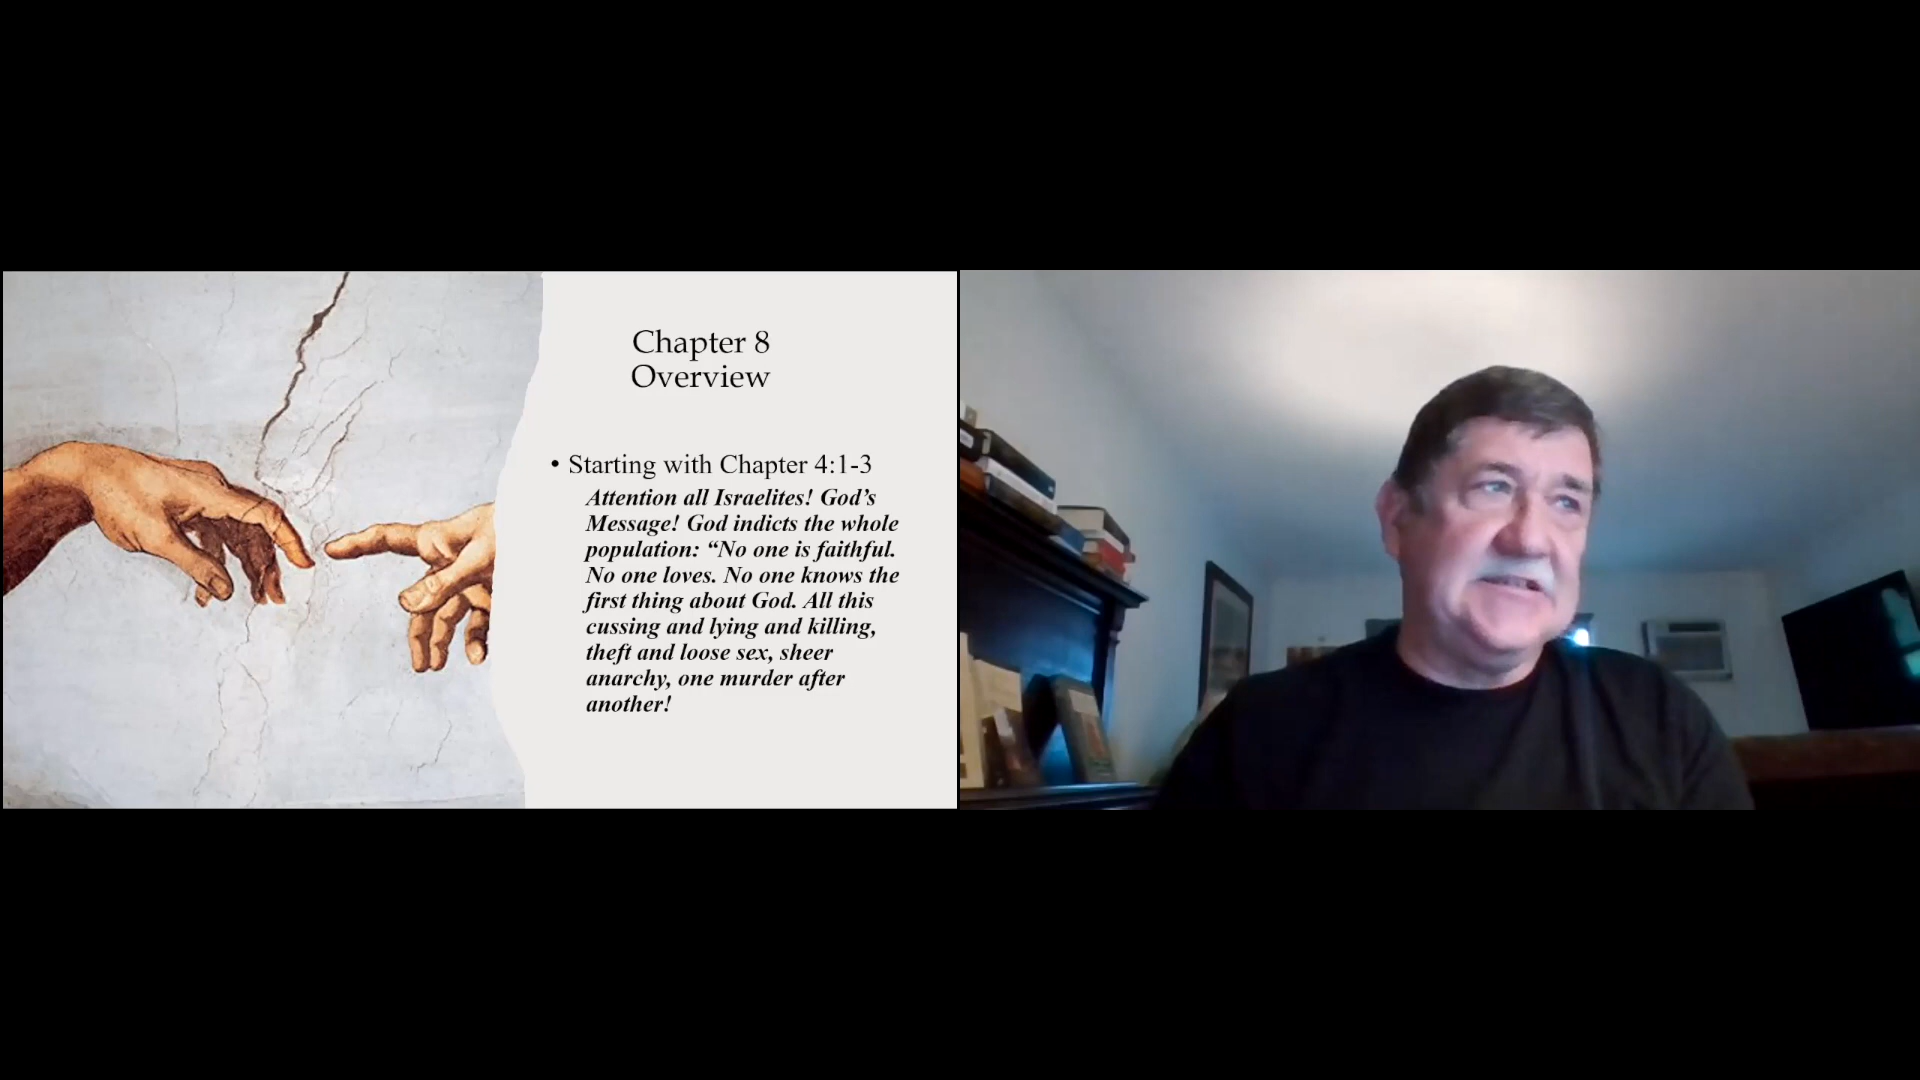 Chapter 8
Overview
• Starting with Chapter 4:1-3
Attention all Israelites! God’s
Message! God indicts the whole
population: “No one is faithful.
No one loves. No one knows the
first thing about God. All this
cussing and lying and killing,
theft and loose sex, sheer
anarchy, one murder after
another!